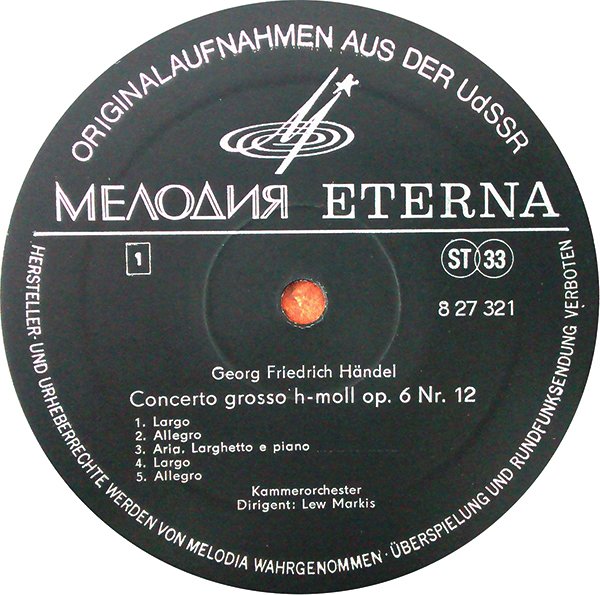 ORIGINALAUFNAHMEN AUS DER UdSSR
МЕЛОДИЯ ETERNA
1
ST 33
8 27 321
Georg Friedrich Händel
Concerto grosso h-moll op. 6 Nr. 12
1. Largo
2. Allegro
3. Aria. Larghetto e piano
4. Largo
5. Allegro
Kammerorchester
Dirigent: Lew Markis
HERSTELLER- UND URHEBERRECHTE WERDEN VON MELODIA WAHRGENOMMEN · ÜBERSPIELUNG UND RUNDFUNKSENDUNG VERBOTEN